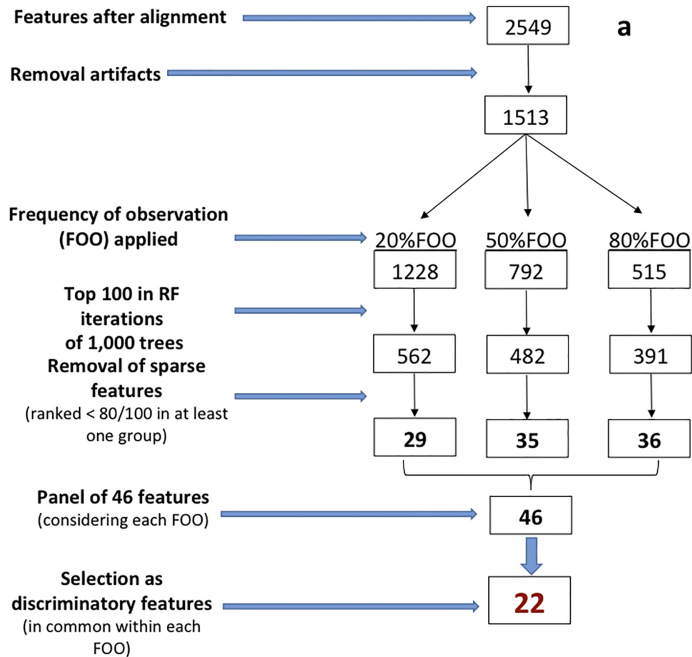 Features after alignment
2549
a
Removal artifacts
1513
Frequency of observation
(FOO) applied
20%FOO 50%FOO 80%FOO
1228 792 515
Top 100 in RF
iterations
of 1,000 trees
562 482 391
Removal of sparse
features
(ranked < 80/100 in at least
one group)
29 35 36
Panel of 46 features
(considering each FOO)
46
Selection as
discriminatory features
(in common within each
FOO)
22